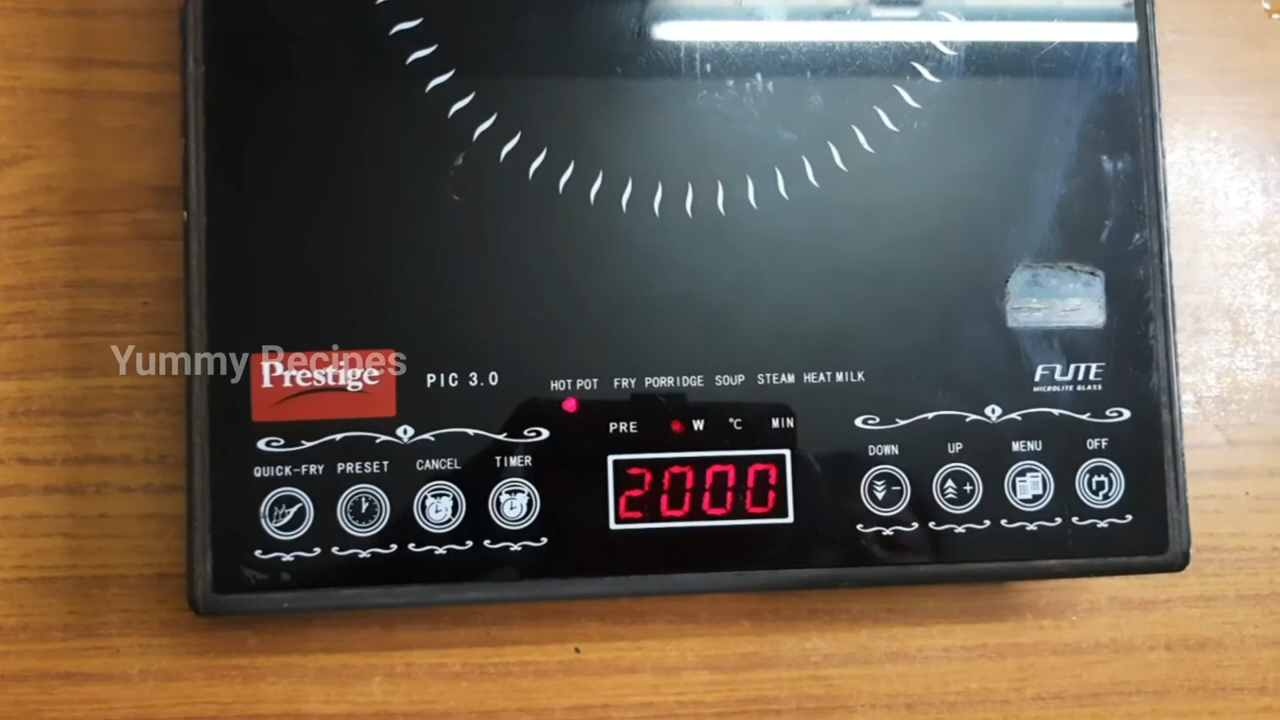 Yummy Recipes
Prestige
PIC 3.0
HOT POT FRY PORRIDGE SOUP STEAM HEAT MILK
FUTE
MICROLITE GLASS
PRE W °C MIN
2000
QUICK-FRY PRESET CANCEL TIMER
DOWN UP MENU OFF